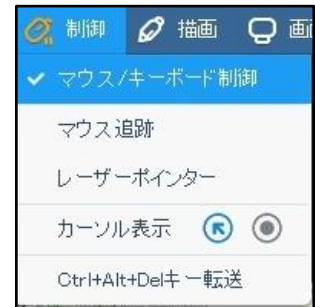 制御 描画 画
マウス/キーボード制御
マウス追跡
レーザーポインター
カーソル表示
Ctrl+Alt+Delキー転送